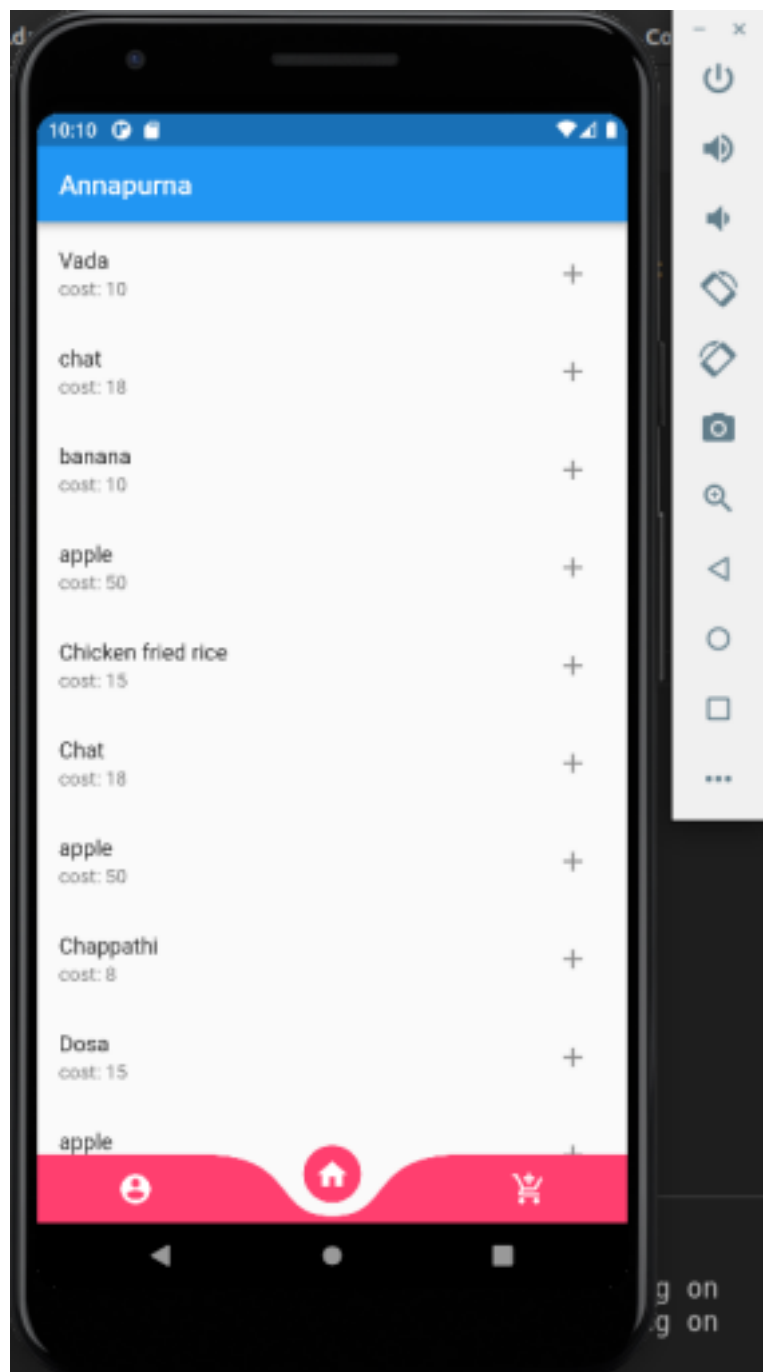 Co
10:10
Annapurna
Vada
cost: 10
chat
cost: 18
banana
cost: 10
apple
cost: 50
Chicken fried rice
cost: 15
Chat
cost: 18
apple
cost: 50
Chappathi
cost: 8
Dosa
cost: 15
apple
g on
g on